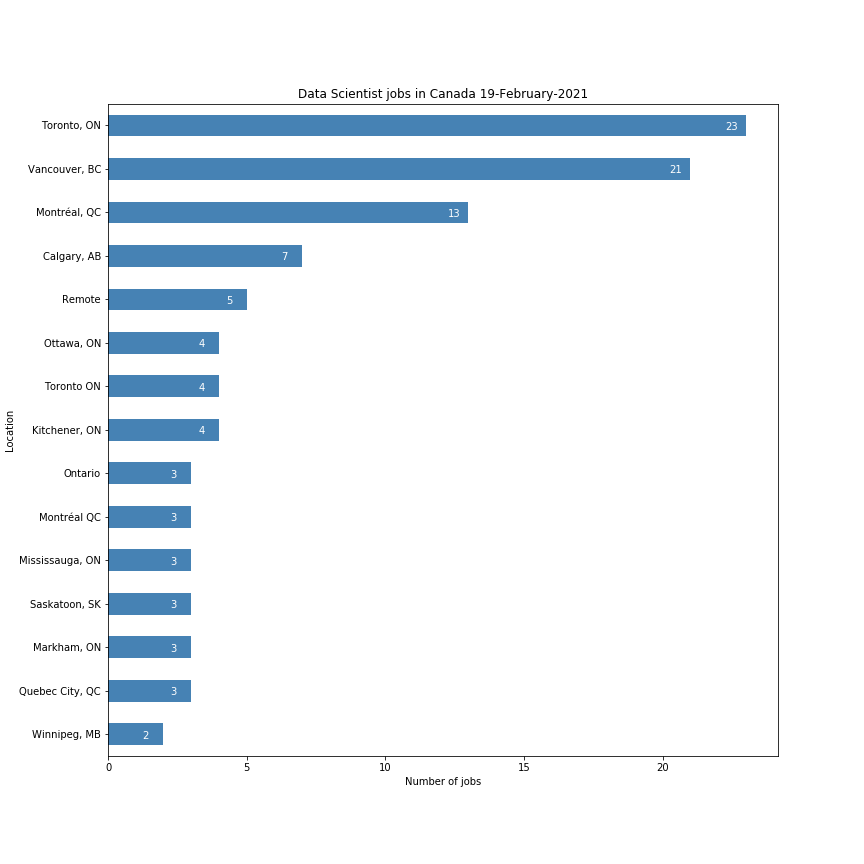 Data Scientist jobs in Canada 19-February-2021
Toronto, ON 23
Vancouver, BC 21
Montréal, QC 13
Calgary, AB 7
Remote 5
Ottawa, ON 4
Toronto ON 4
Kitchener, ON 4
Ontario 3
Montréal QC 3
Mississauga, ON 3
Saskatoon, SK 3
Markham, ON 3
Quebec City, QC 3
Winnipeg, MB 2
Location
0 5 10 15 20
Number of jobs